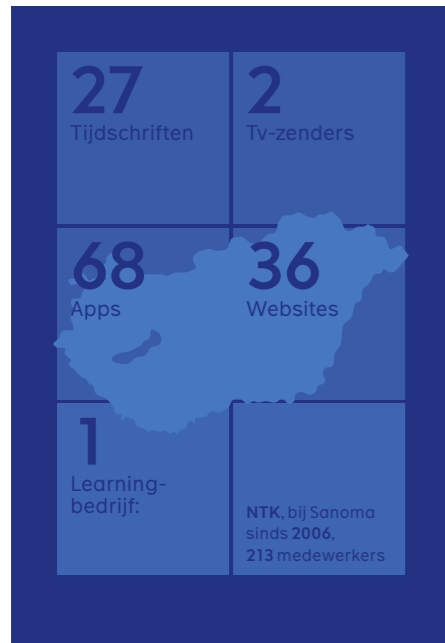 27
Tijdschriften
2
Tv-zenders
68
Apps
36
Websites
1
Learning-
bedrijf:
NTK, bij Sanoma
sinds 2006,
213 medewerkers